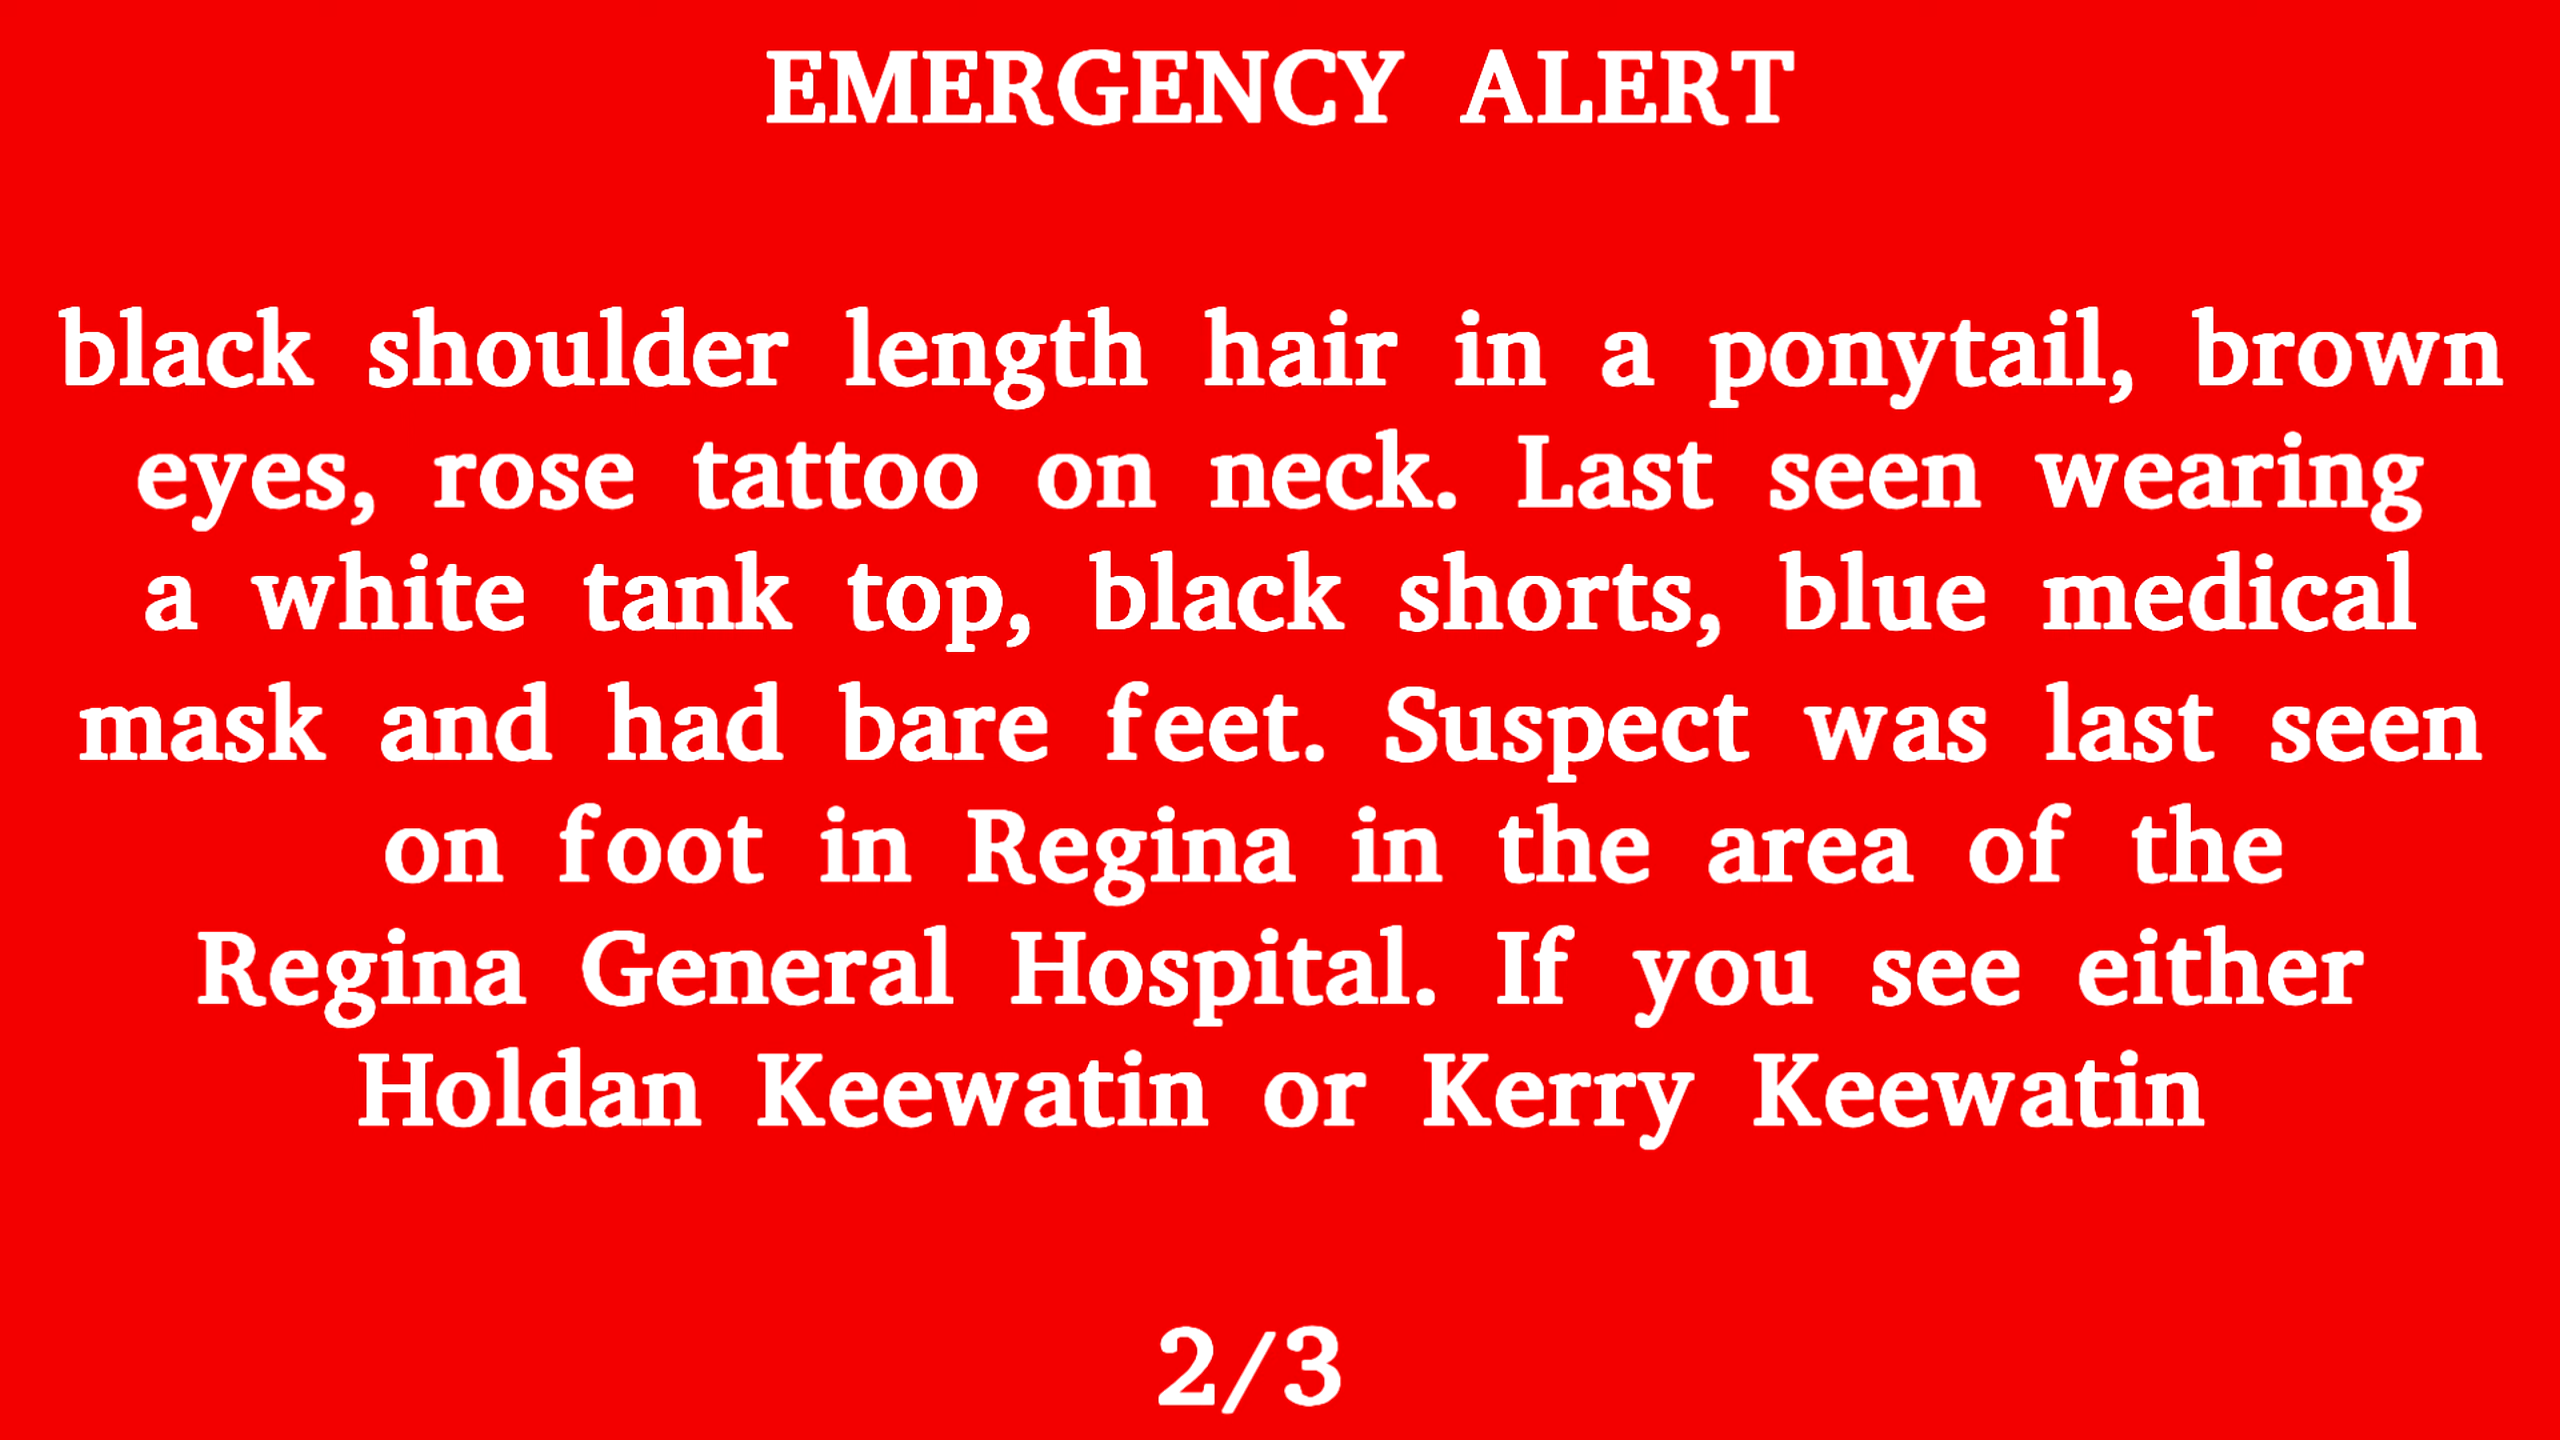 EMERGENCY ALERT
black shoulder length hair in a ponytail, brown
eyes, rose tattoo on neck. Last seen wearing
a white tank top, black shorts, blue medical
mask and had bare feet. Suspect was last seen
on foot in Regina in the area of the
Regina General Hospital. If you see either
Holdan Keewatin or Kerry Keewatin
2/3